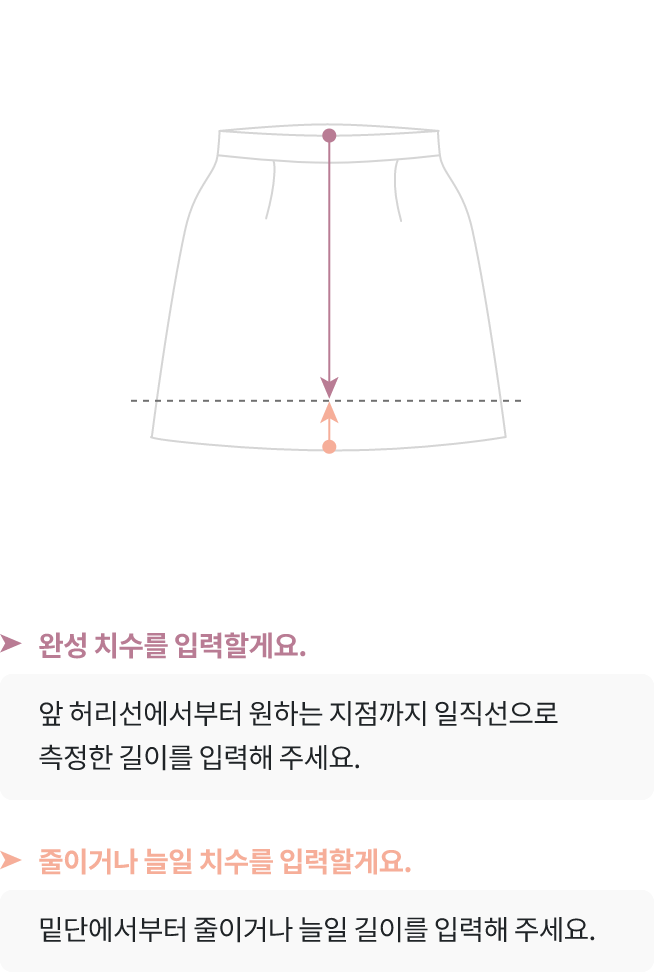 완성 치수를 입력할게요.
앞 허리선에서부터 원하는 지점까지 일직선으로
측정한 길이를 입력해 주세요.
줄이거나 늘일 치수를 입력할게요.
밑단에서부터 줄이거나 늘일 길이를 입력해 주세요.